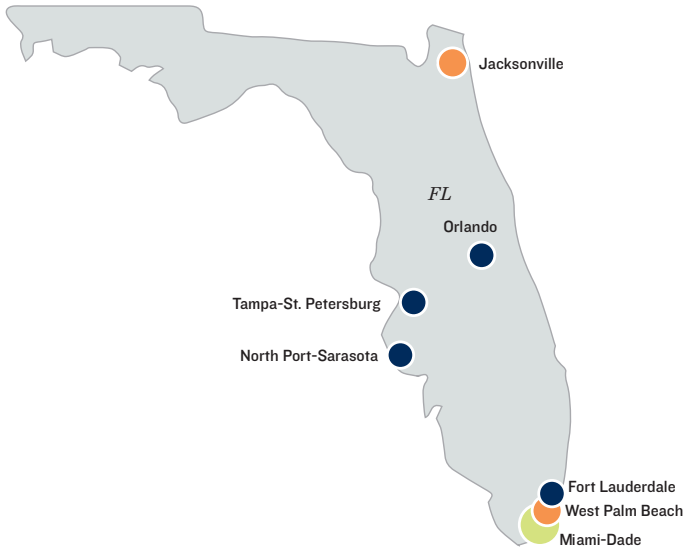 Jacksonville
FL
Orlando
Tampa-St. Petersburg
North Port-Sarasota
Fort Lauderdale
West Palm Beach
Miami-Dade